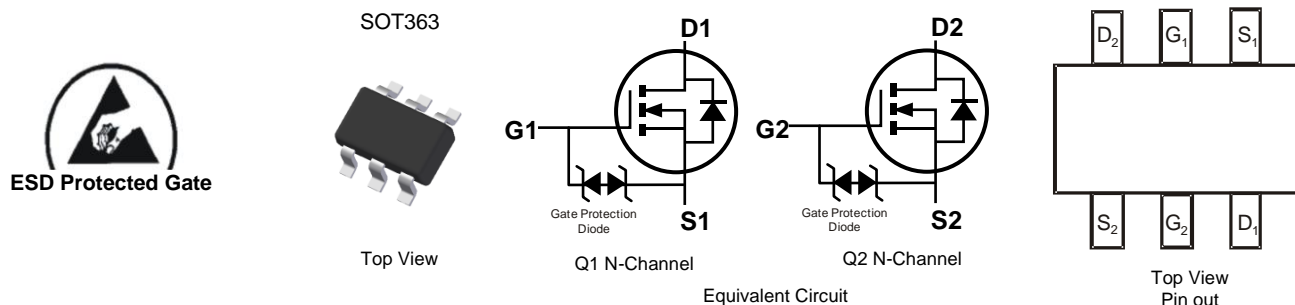 ESD Protected Gate
SOT363
Top View
D1
G1
S1
Gate Protection
Diode
Q1 N-Channel
D2
G2
S2
Gate Protection
Diode
Q2 N-Channel
Equivalent Circuit
D₂ G₁ S₁
S₂ G₂ D₁
Top View
Pin out